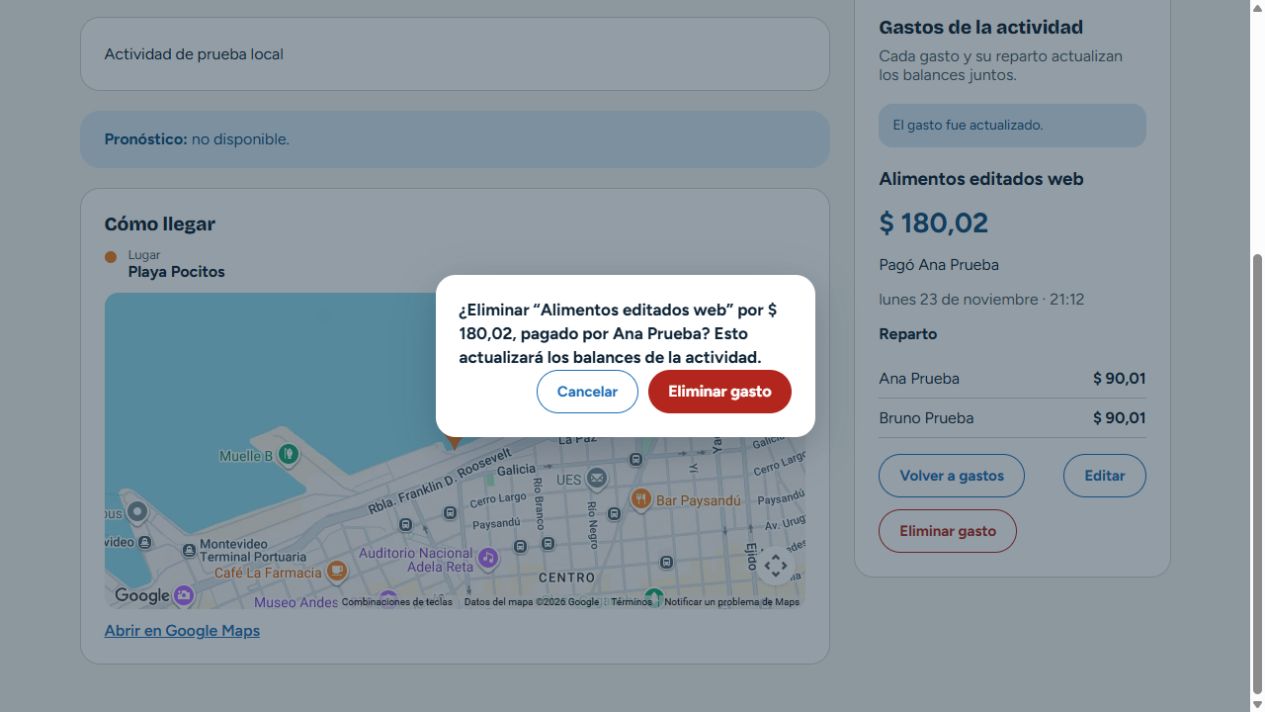 Actividad de prueba local
Pronóstico: no disponible.
Cómo llegar
Lugar
Playa Pocitos
Muelle B
Rbla. Franklin D. Roosevelt
La Paz
Galicia
Galicia
Cerro Largo
Cerro Largo
UES
Yi
Bar Paysandú
Paysandú
Paysandú
Río Branco
Río Negro
Av. Urug
Ejido
Montevideo
Terminal Portuaria
Café La Farmacia
Auditorio Nacional
Adela Reta
CENTRO
Museo Andes
Google
Combinaciones de teclas
Datos del mapa ©2026 Google
Términos
Notificar un problema de Maps
Abrir en Google Maps
¿Eliminar “Alimentos editados web” por $
180,02, pagado por Ana Prueba? Esto
actualizará los balances de la actividad.
Cancelar
Eliminar gasto
Gastos de la actividad
Cada gasto y su reparto actualizan
los balances juntos.
El gasto fue actualizado.
Alimentos editados web
$ 180,02
Pagó Ana Prueba
lunes 23 de noviembre · 21:12
Reparto
Ana Prueba $ 90,01
Bruno Prueba $ 90,01
Volver a gastos
Editar
Eliminar gasto